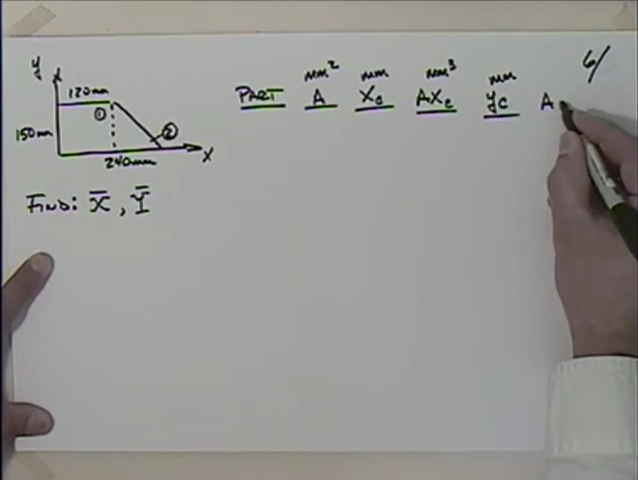 6/
mm² mm mm³ mm
PART A Xc AXc yc A
y
120mm
①
150mm
②
240mm
X
FIND: X̄, Ȳ